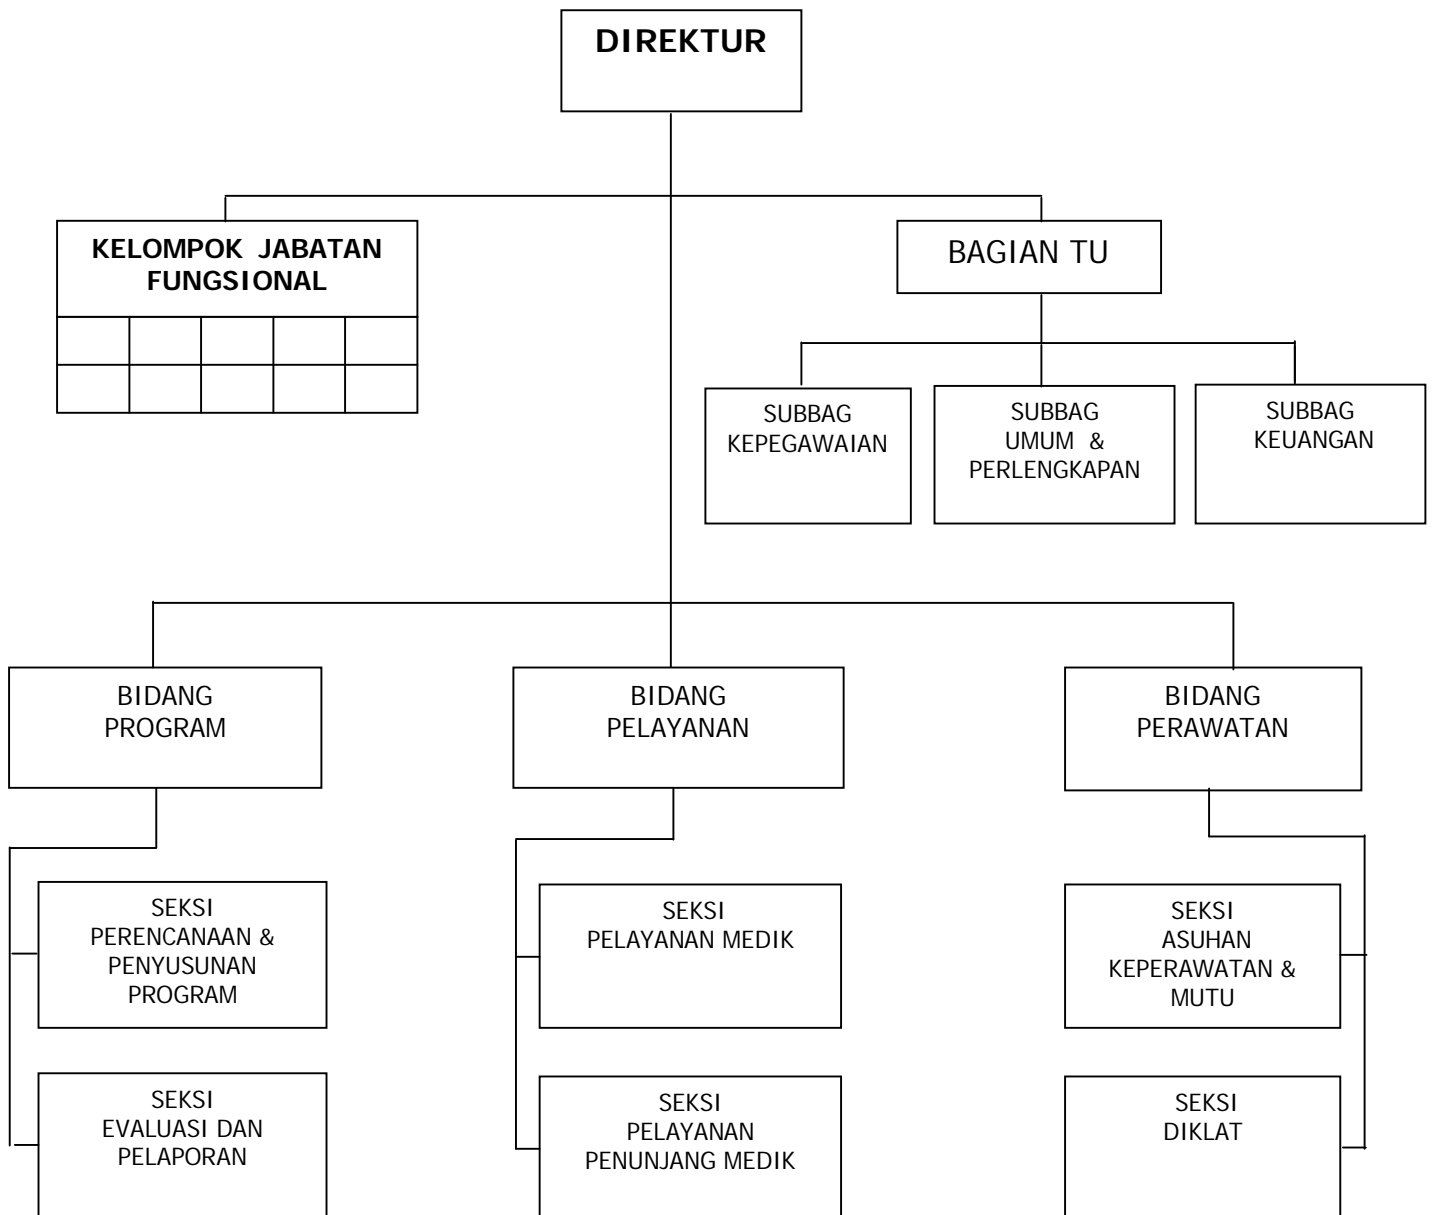 DIREKTUR
KELOMPOK JABATAN
FUNGSIONAL
BAGIAN TU
SUBBAG
KEPEGAWAIAN
SUBBAG
UMUM &
PERLENGKAPAN
SUBBAG
KEUANGAN
BIDANG
PROGRAM
BIDANG
PELAYANAN
BIDANG
PERAWATAN
SEKSI
PERENCANAAN &
PENYUSUNAN
PROGRAM
SEKSI
PELAYANAN MEDIK
SEKSI
ASUHAN
KEPERAWATAN &
MUTU
SEKSI
EVALUASI DAN
PELAPORAN
SEKSI
PELAYANAN
PENUNJANG MEDIK
SEKSI
DIKLAT